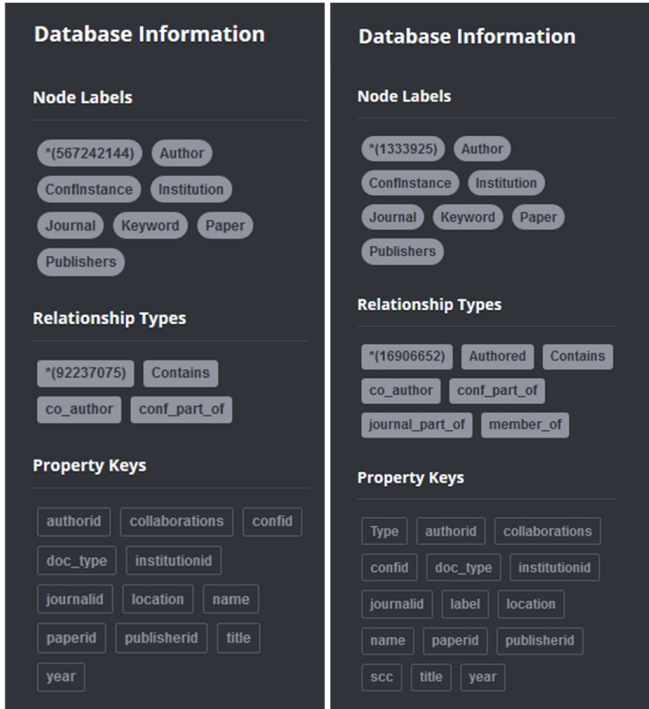 Database Information
Node Labels
*(567242144) Author
ConfInstance Institution
Journal Keyword Paper
Publishers
Relationship Types
*(92237075) Contains
co_author conf_part_of
Property Keys
authorid collaborations confid
doc_type institutionid
journalid location name
paperid publisherid title
year
Database Information
Node Labels
*(1333925) Author
ConfInstance Institution
Journal Keyword Paper
Publishers
Relationship Types
*(16906652) Authored Contains
co_author conf_part_of
journal_part_of member_of
Property Keys
Type authorid collaborations
confid doc_type institutionid
journalid label location
name paperid publisherid
scc title year